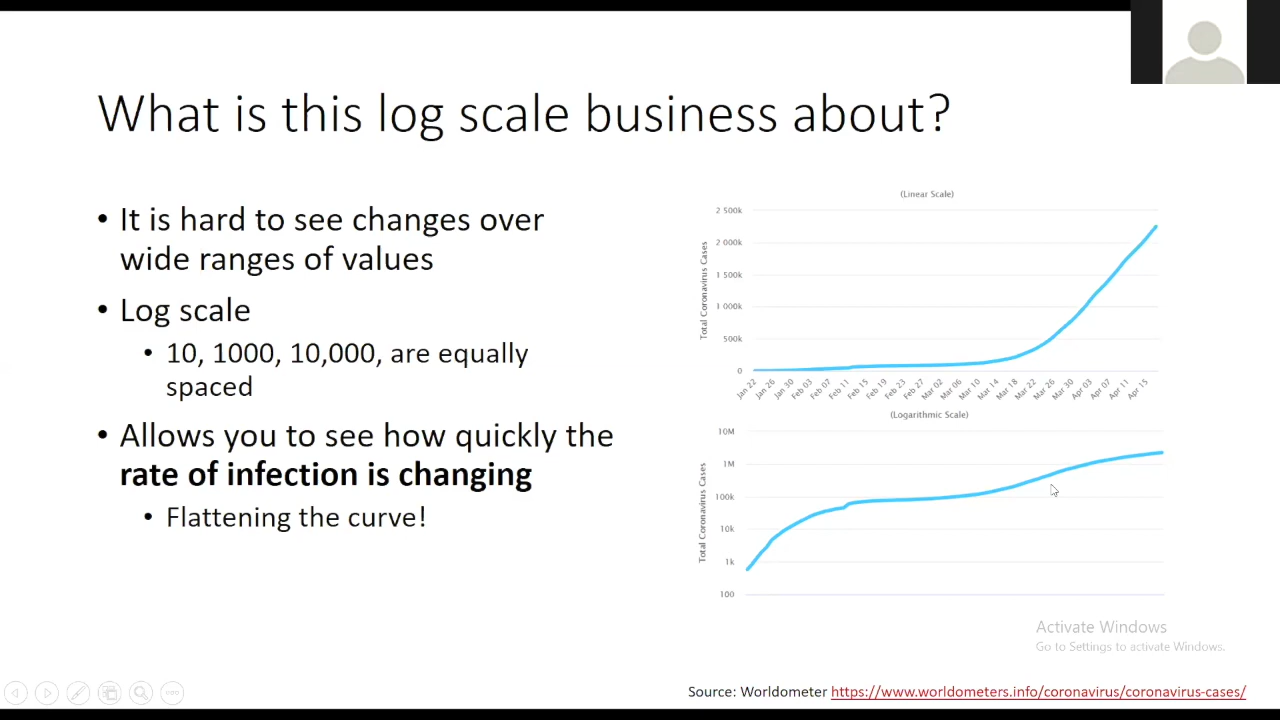 What is this log scale business about?
• It is hard to see changes over
wide ranges of values
• Log scale
• 10, 1000, 10,000, are equally
spaced
• Allows you to see how quickly the
rate of infection is changing
• Flattening the curve!
(Linear Scale)
Total Coronavirus Cases
2 500k
2 000k
1 500k
1 000k
500k
0
Jan 22 Jan 26 Jan 30 Feb 03 Feb 07 Feb 11 Feb 15 Feb 19 Feb 23 Feb 27 Mar 02 Mar 06 Mar 10 Mar 14 Mar 18 Mar 22 Mar 26 Mar 30 Apr 03 Apr 07 Apr 11 Apr 15
(Logarithmic Scale)
Total Coronavirus Cases
10M
1M
100k
10k
1k
100
Activate Windows
Go to Settings to activate Windows.
Source: Worldometer https://www.worldometers.info/coronavirus/coronavirus-cases/